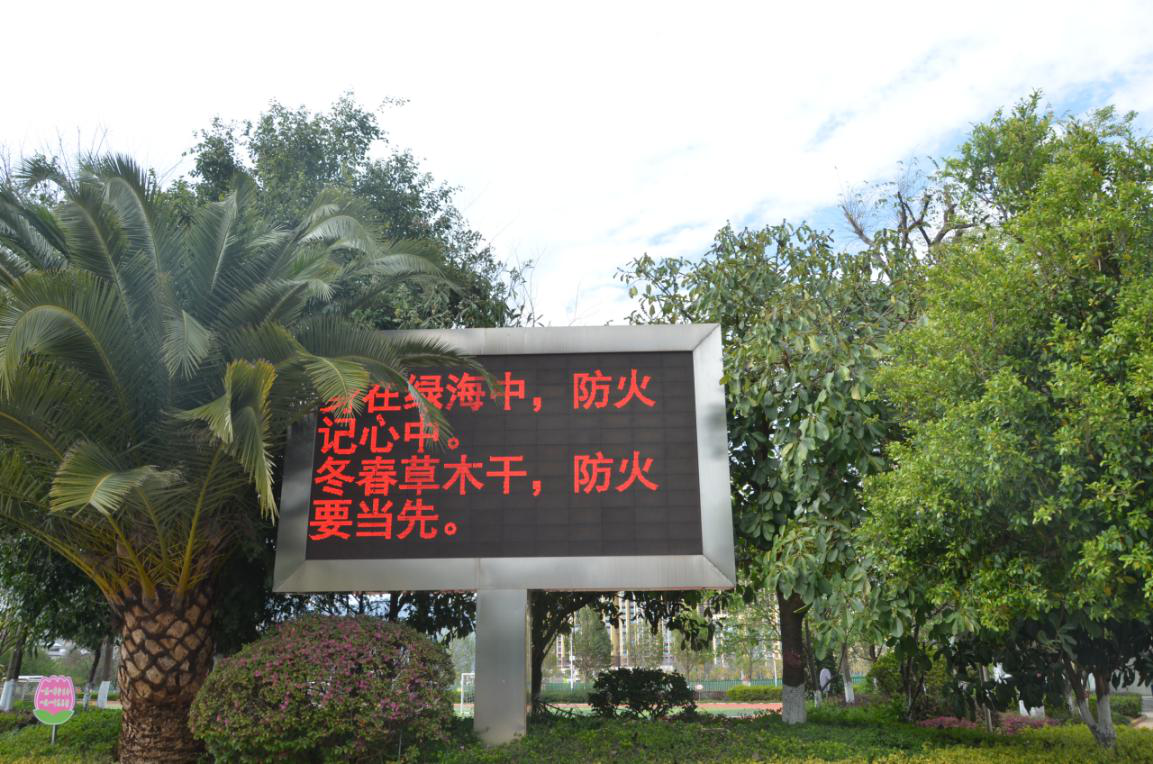 身在绿海中，防火
记心中。
冬春草木干，防火
要当先。